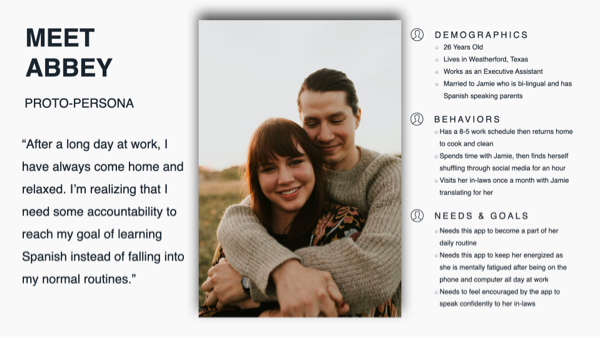 MEET
ABBEY
PROTO-PERSONA
“After a long day at work, I
have always come home and
relaxed. I’m realizing that I
need some accountability to
reach my goal of learning
Spanish instead of falling into
my normal routines.”
DEMOGRAPHICS
26 Years Old
Lives in Weatherford, Texas
Works as an Executive Assistant
Married to Jamie who is bi-lingual and has
Spanish speaking parents
BEHAVIORS
Has a 8-5 work schedule then returns home
to cook and clean
Spends time with Jamie, then finds herself
shuffling through social media for an hour
Visits her in-laws once a month with Jamie
translating for her
NEEDS & GOALS
Needs this app to become a part of her
daily routine
Needs this app to keep her energized as
she is mentally fatigued after being on the
phone and computer all day at work
Needs to feel encouraged by the app to
speak confidently to her in-laws